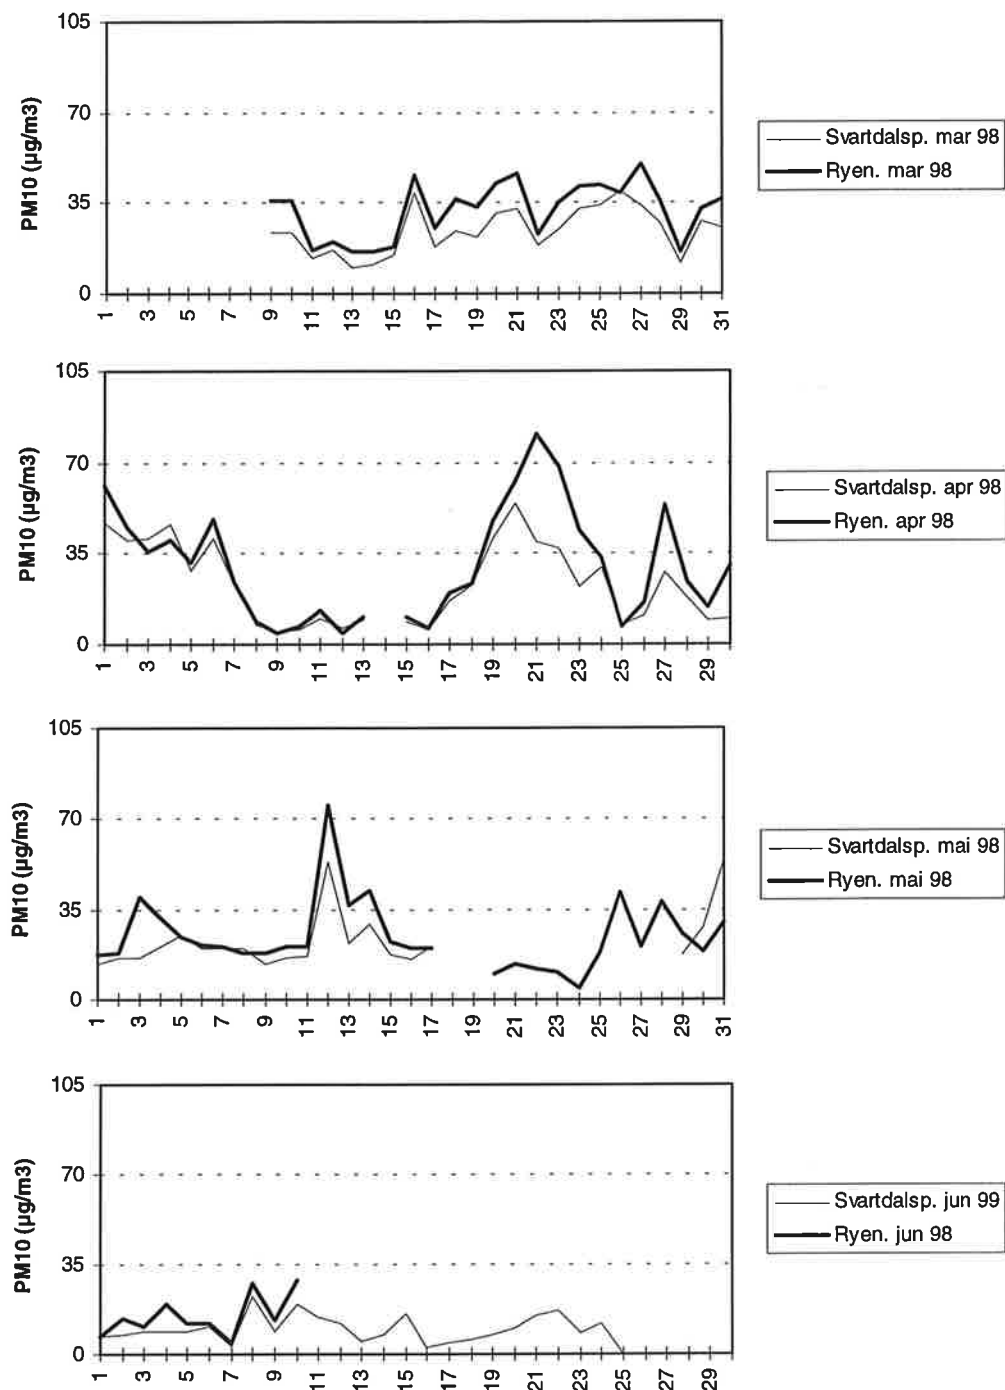 105
70
35
0
PM10 (µg/m3)
1 3 5 7 9 11 13 15 17 19 21 23 25 27 29 31
Svartdalsp. mar 98
Ryen. mar 98
105
70
35
0
PM10 (µg/m3)
1 3 5 7 9 11 13 15 17 19 21 23 25 27 29
Svartdalsp. apr 98
Ryen. apr 98
105
70
35
0
PM10 (µg/m3)
1 3 5 7 9 11 13 15 17 19 21 23 25 27 29 31
Svartdalsp. mai 98
Ryen. mai 98
105
70
35
0
PM10 (µg/m3)
1 3 5 7 9 11 13 15 17 19 21 23 25 27 29
Svartdalsp. jun 99
Ryen. jun 98